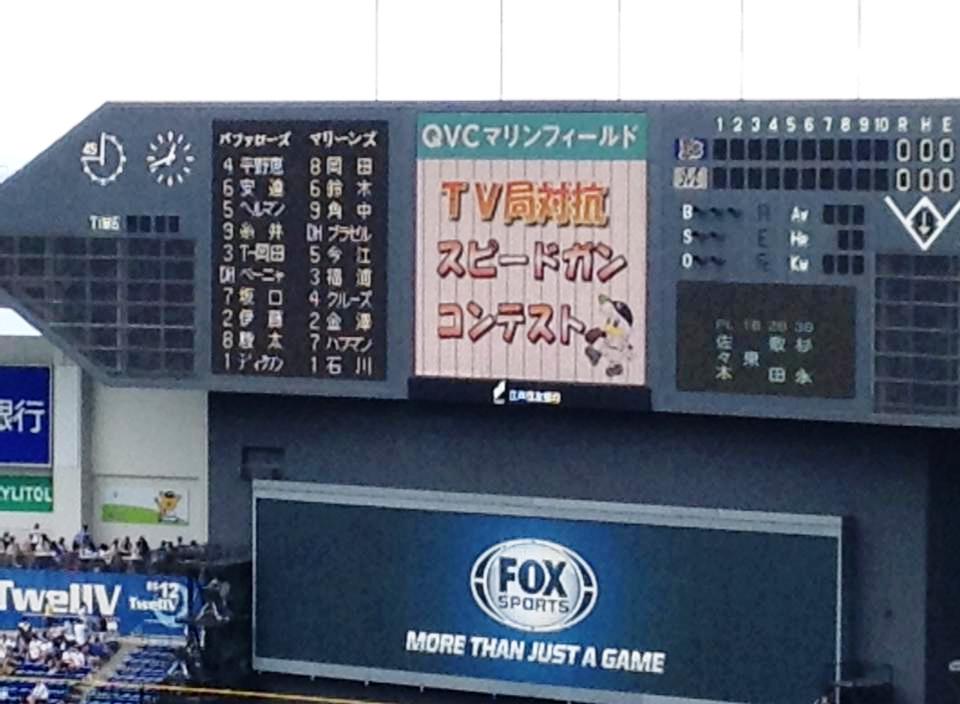 45
TIME
バファローズ マリーンズ
4 平野恵 8 岡田
6 安達 6 鈴木
5 ヘルマン 9 角中
9 糸井 DH ブラゼル
3 T-岡田 5 今江
DH ペーニャ 3 福浦
7 坂口 4 クルーズ
2 伊藤 2 金澤
8 駿太 7 ハフマン
1 ディクソン 1 石川
QVCマリンフィールド
TV局対抗
スピードガン
コンテスト
1 2 3 4 5 6 7 8 9 10 R H E
0 0 0
M 0 0 0
B H Av
S E HR
O
PL 1B 2B 3B
佐々木 東 敷田 杉永
銀行
XYLITOL
TwellV
BS12
TwellV
FOX
SPORTS
MORE THAN JUST A GAME